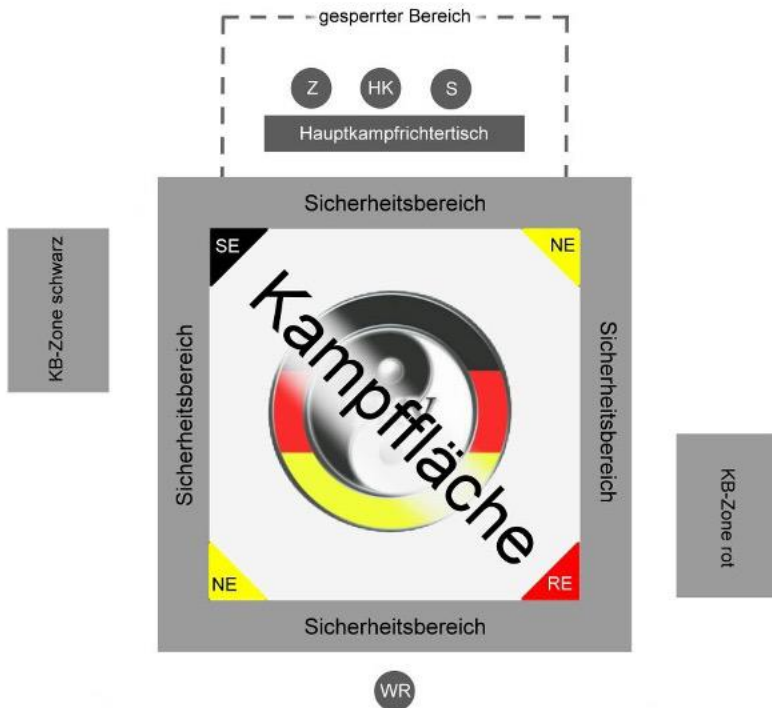 gesperrter Bereich
Z HK S
Hauptkampfrichtertisch
Sicherheitsbereich
SE NE
KB-Zone schwarz
Sicherheitsbereich
Kampffläche
Sicherheitsbereich
KB-Zone rot
NE RE
Sicherheitsbereich
WR